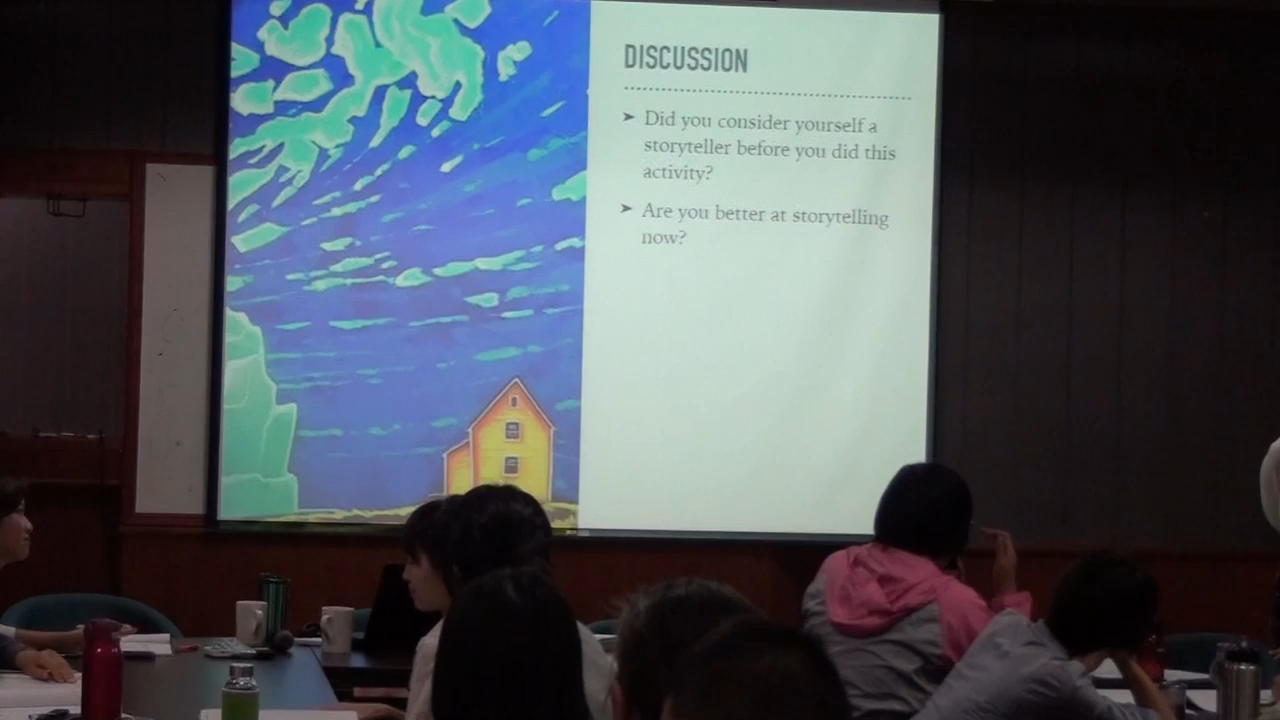 DISCUSSION
➤ Did you consider yourself a
storyteller before you did this
activity?
➤ Are you better at storytelling
now?